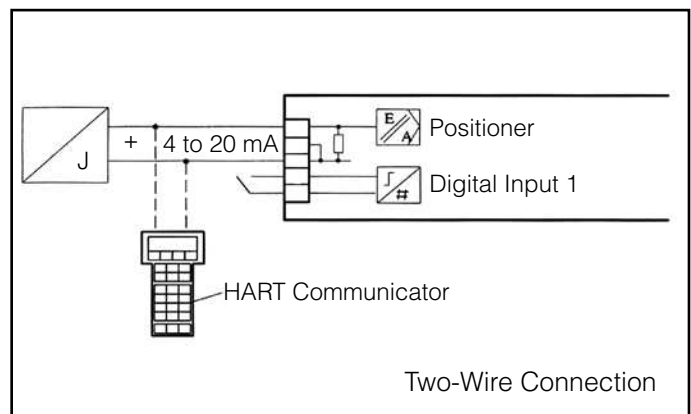 E
A
Positioner
+ 4 to 20 mA
J
Digital Input 1
#
HART Communicator
Two-Wire Connection